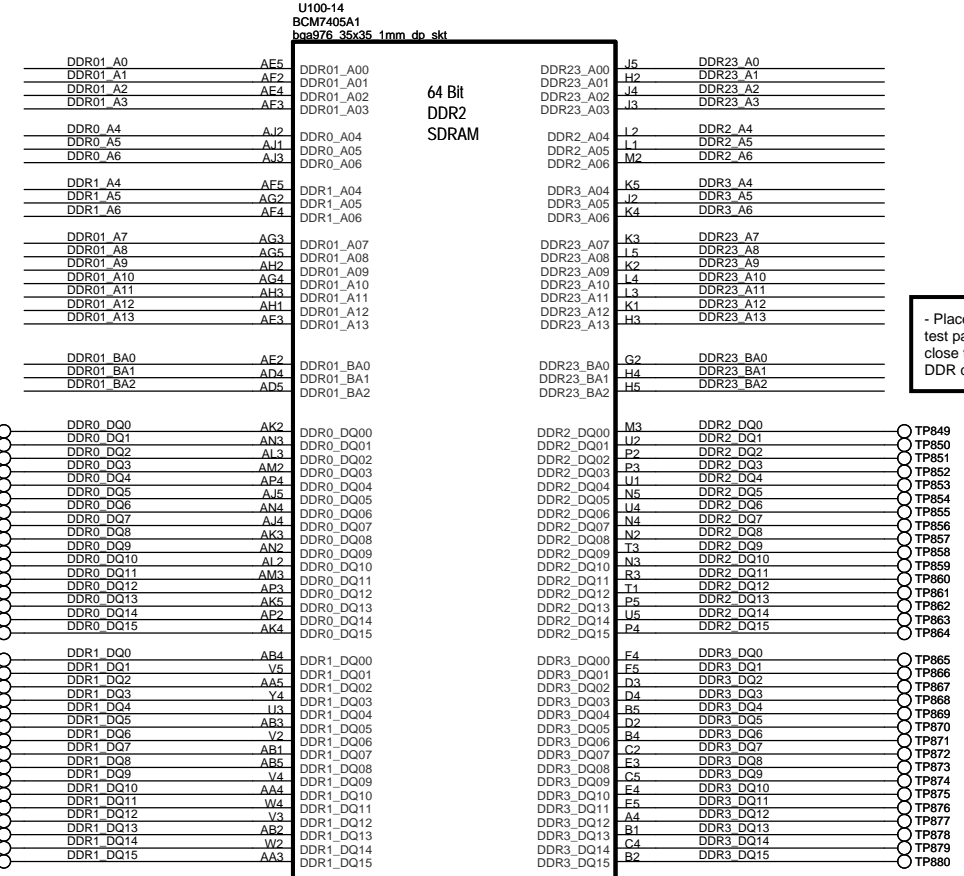 U100-14
BCM7405A1
bga976_35x35_1mm_dp_skt
64 Bit
DDR2
SDRAM
DDR01_A0 AE5 DDR01_A00 DDR23_A00 J5 DDR23_A0
DDR01_A1 AF2 DDR01_A01 DDR23_A01 H2 DDR23_A1
DDR01_A2 AE4 DDR01_A02 DDR23_A02 J4 DDR23_A2
DDR01_A3 AF3 DDR01_A03 DDR23_A03 J3 DDR23_A3
DDR0_A4 AJ2 DDR0_A04 DDR2_A04 L2 DDR2_A4
DDR0_A5 AJ1 DDR0_A05 DDR2_A05 L1 DDR2_A5
DDR0_A6 AJ3 DDR0_A06 DDR2_A06 M2 DDR2_A6
DDR1_A4 AF5 DDR1_A04 DDR3_A04 K5 DDR3_A4
DDR1_A5 AG2 DDR1_A05 DDR3_A05 J2 DDR3_A5
DDR1_A6 AF4 DDR1_A06 DDR3_A06 K4 DDR3_A6
DDR01_A7 AG3 DDR01_A07 DDR23_A07 K3 DDR23_A7
DDR01_A8 AG5 DDR01_A08 DDR23_A08 L5 DDR23_A8
DDR01_A9 AH2 DDR01_A09 DDR23_A09 K2 DDR23_A9
DDR01_A10 AG4 DDR01_A10 DDR23_A10 L4 DDR23_A10
DDR01_A11 AH3 DDR01_A11 DDR23_A11 L3 DDR23_A11
DDR01_A12 AH1 DDR01_A12 DDR23_A12 K1 DDR23_A12
DDR01_A13 AE3 DDR01_A13 DDR23_A13 H3 DDR23_A13
- Place
test pa
close
DDR
DDR01_BA0 AE2 DDR01_BA0 DDR23_BA0 G2 DDR23_BA0
DDR01_BA1 AD4 DDR01_BA1 DDR23_BA1 H4 DDR23_BA1
DDR01_BA2 AD5 DDR01_BA2 DDR23_BA2 H5 DDR23_BA2
DDR0_DQ0 AK2 DDR0_DQ00 DDR2_DQ00 M3 DDR2_DQ0 TP849
DDR0_DQ1 AN3 DDR0_DQ01 DDR2_DQ01 U2 DDR2_DQ1 TP850
DDR0_DQ2 AL3 DDR0_DQ02 DDR2_DQ02 P2 DDR2_DQ2 TP851
DDR0_DQ3 AM2 DDR0_DQ03 DDR2_DQ03 P3 DDR2_DQ3 TP852
DDR0_DQ4 AP4 DDR0_DQ04 DDR2_DQ04 U1 DDR2_DQ4 TP853
DDR0_DQ5 AJ5 DDR0_DQ05 DDR2_DQ05 N5 DDR2_DQ5 TP854
DDR0_DQ6 AN4 DDR0_DQ06 DDR2_DQ06 U4 DDR2_DQ6 TP855
DDR0_DQ7 AJ4 DDR0_DQ07 DDR2_DQ07 N4 DDR2_DQ7 TP856
DDR0_DQ8 AK3 DDR0_DQ08 DDR2_DQ08 N2 DDR2_DQ8 TP857
DDR0_DQ9 AN2 DDR0_DQ09 DDR2_DQ09 T3 DDR2_DQ9 TP858
DDR0_DQ10 AL2 DDR0_DQ10 DDR2_DQ10 N3 DDR2_DQ10 TP859
DDR0_DQ11 AM3 DDR0_DQ11 DDR2_DQ11 R3 DDR2_DQ11 TP860
DDR0_DQ12 AP3 DDR0_DQ12 DDR2_DQ12 T1 DDR2_DQ12 TP861
DDR0_DQ13 AK5 DDR0_DQ13 DDR2_DQ13 P5 DDR2_DQ13 TP862
DDR0_DQ14 AP2 DDR0_DQ14 DDR2_DQ14 U5 DDR2_DQ14 TP863
DDR0_DQ15 AK4 DDR0_DQ15 DDR2_DQ15 P4 DDR2_DQ15 TP864
DDR1_DQ0 AB4 DDR1_DQ00 DDR3_DQ00 F4 DDR3_DQ0 TP865
DDR1_DQ1 V5 DDR1_DQ01 DDR3_DQ01 F5 DDR3_DQ1 TP866
DDR1_DQ2 AA5 DDR1_DQ02 DDR3_DQ02 D3 DDR3_DQ2 TP867
DDR1_DQ3 Y4 DDR1_DQ03 DDR3_DQ03 D4 DDR3_DQ3 TP868
DDR1_DQ4 U3 DDR1_DQ04 DDR3_DQ04 B5 DDR3_DQ4 TP869
DDR1_DQ5 AB3 DDR1_DQ05 DDR3_DQ05 D2 DDR3_DQ5 TP870
DDR1_DQ6 V2 DDR1_DQ06 DDR3_DQ06 B4 DDR3_DQ6 TP871
DDR1_DQ7 AB1 DDR1_DQ07 DDR3_DQ07 C2 DDR3_DQ7 TP872
DDR1_DQ8 AB5 DDR1_DQ08 DDR3_DQ08 E3 DDR3_DQ8 TP873
DDR1_DQ9 V4 DDR1_DQ09 DDR3_DQ09 C5 DDR3_DQ9 TP874
DDR1_DQ10 AA4 DDR1_DQ10 DDR3_DQ10 E4 DDR3_DQ10 TP875
DDR1_DQ11 W4 DDR1_DQ11 DDR3_DQ11 E5 DDR3_DQ11 TP876
DDR1_DQ12 V3 DDR1_DQ12 DDR3_DQ12 A4 DDR3_DQ12 TP877
DDR1_DQ13 AB2 DDR1_DQ13 DDR3_DQ13 B1 DDR3_DQ13 TP878
DDR1_DQ14 W2 DDR1_DQ14 DDR3_DQ14 C4 DDR3_DQ14 TP879
DDR1_DQ15 AA3 DDR1_DQ15 DDR3_DQ15 B2 DDR3_DQ15 TP880